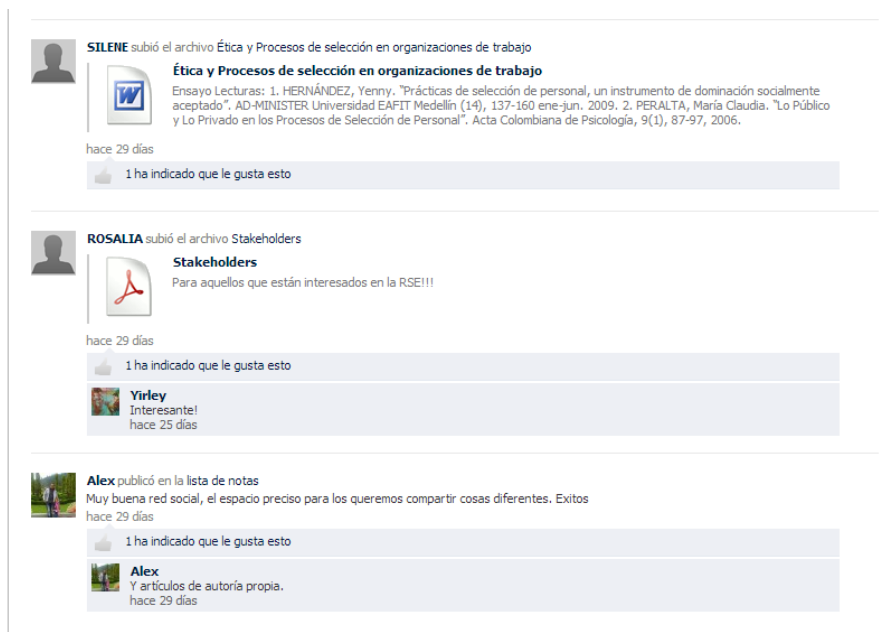 SILENE subió el archivo Ética y Procesos de selección en organizaciones de trabajo
Ética y Procesos de selección en organizaciones de trabajo
Ensayo Lecturas: 1. HERNÁNDEZ, Yenny. "Prácticas de selección de personal, un instrumento de dominación socialmente
aceptado". AD-MINISTER Universidad EAFIT Medellín (14), 137-160 ene-jun. 2009. 2. PERALTA, María Claudia. "Lo Público
y Lo Privado en los Procesos de Selección de Personal". Acta Colombiana de Psicología, 9(1), 87-97, 2006.
hace 29 días
1 ha indicado que le gusta esto
ROSALIA subió el archivo Stakeholders
Stakeholders
Para aquellos que están interesados en la RSE!!!
hace 29 días
1 ha indicado que le gusta esto
Yirley
Interesante!
hace 25 días
Alex publicó en la lista de notas
Muy buena red social, el espacio preciso para los queremos compartir cosas diferentes. Exitos
hace 29 días
1 ha indicado que le gusta esto
Alex
Y artículos de autoría propia.
hace 29 días